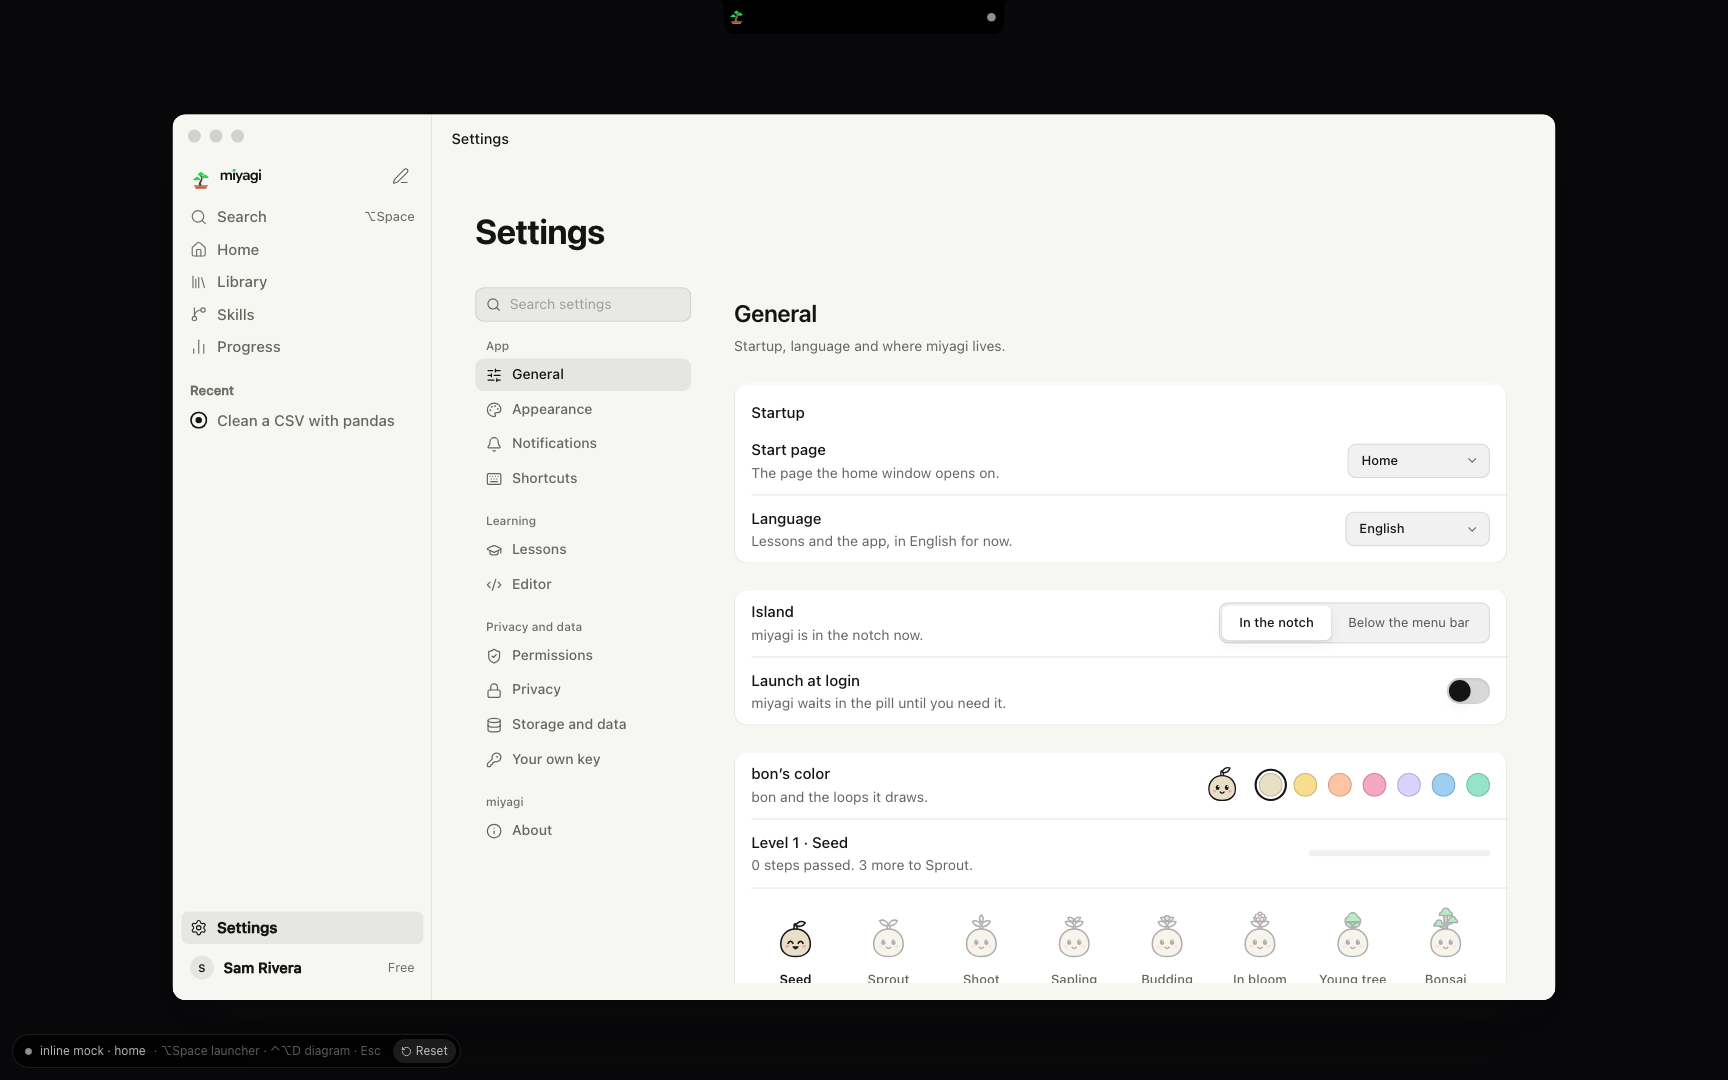 Settings
miyagi
Search ⌥Space
Home
Library
Skills
Progress
Recent
Clean a CSV with pandas
Settings
S Sam Rivera Free
Settings
Search settings
App
General
Appearance
Notifications
Shortcuts
Learning
Lessons
Editor
Privacy and data
Permissions
Privacy
Storage and data
Your own key
miyagi
About
General
Startup, language and where miyagi lives.
Startup
Start page
The page the home window opens on.
Home
Language
Lessons and the app, in English for now.
English
Island
miyagi is in the notch now.
In the notch Below the menu bar
Launch at login
miyagi waits in the pill until you need it.
bon's color
bon and the loops it draws.
Level 1 · Seed
0 steps passed. 3 more to Sprout.
Seed Sprout Shoot Sapling Budding In bloom Young tree Bonsai
inline mock · home · ⌥Space launcher · ^⌥D diagram · Esc Reset